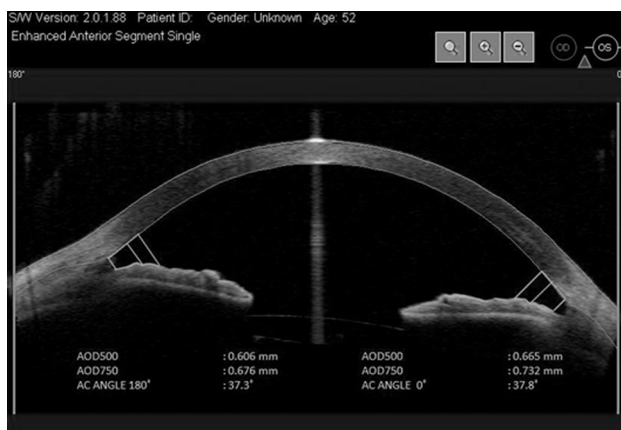 S/W Version: 2.0.1.88 Patient ID: Gender: Unknown Age: 52
Enhanced Anterior Segment Single
OD OS
180° 0
AOD500 : 0.606 mm AOD500 : 0.665 mm
AOD750 : 0.676 mm AOD750 : 0.732 mm
AC ANGLE 180° : 37.3° AC ANGLE 0° : 37.8°